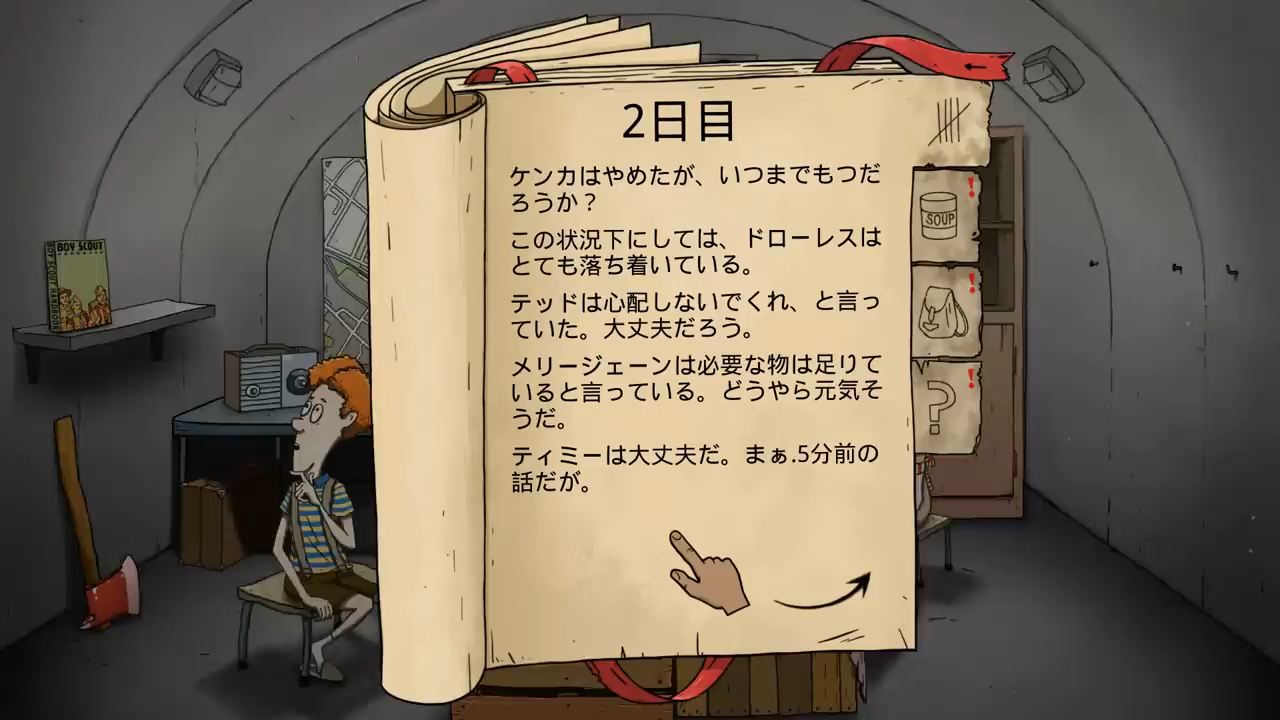 2日目
ケンカはやめたが、いつまでもつだ
ろうか？
この状況下にしては、ドローレスは
とても落ち着いている。
テッドは心配しないでくれ、と言っ
ていた。大丈夫だろう。
メリージェーンは必要な物は足りて
いると言っている。どうやら元気そ
うだ。
ティミーは大丈夫だ。まぁ.5分前の
話だが。
!
SOUP
!
!
?
BOY SCOUT
BOY SCOUT HANDBOOK